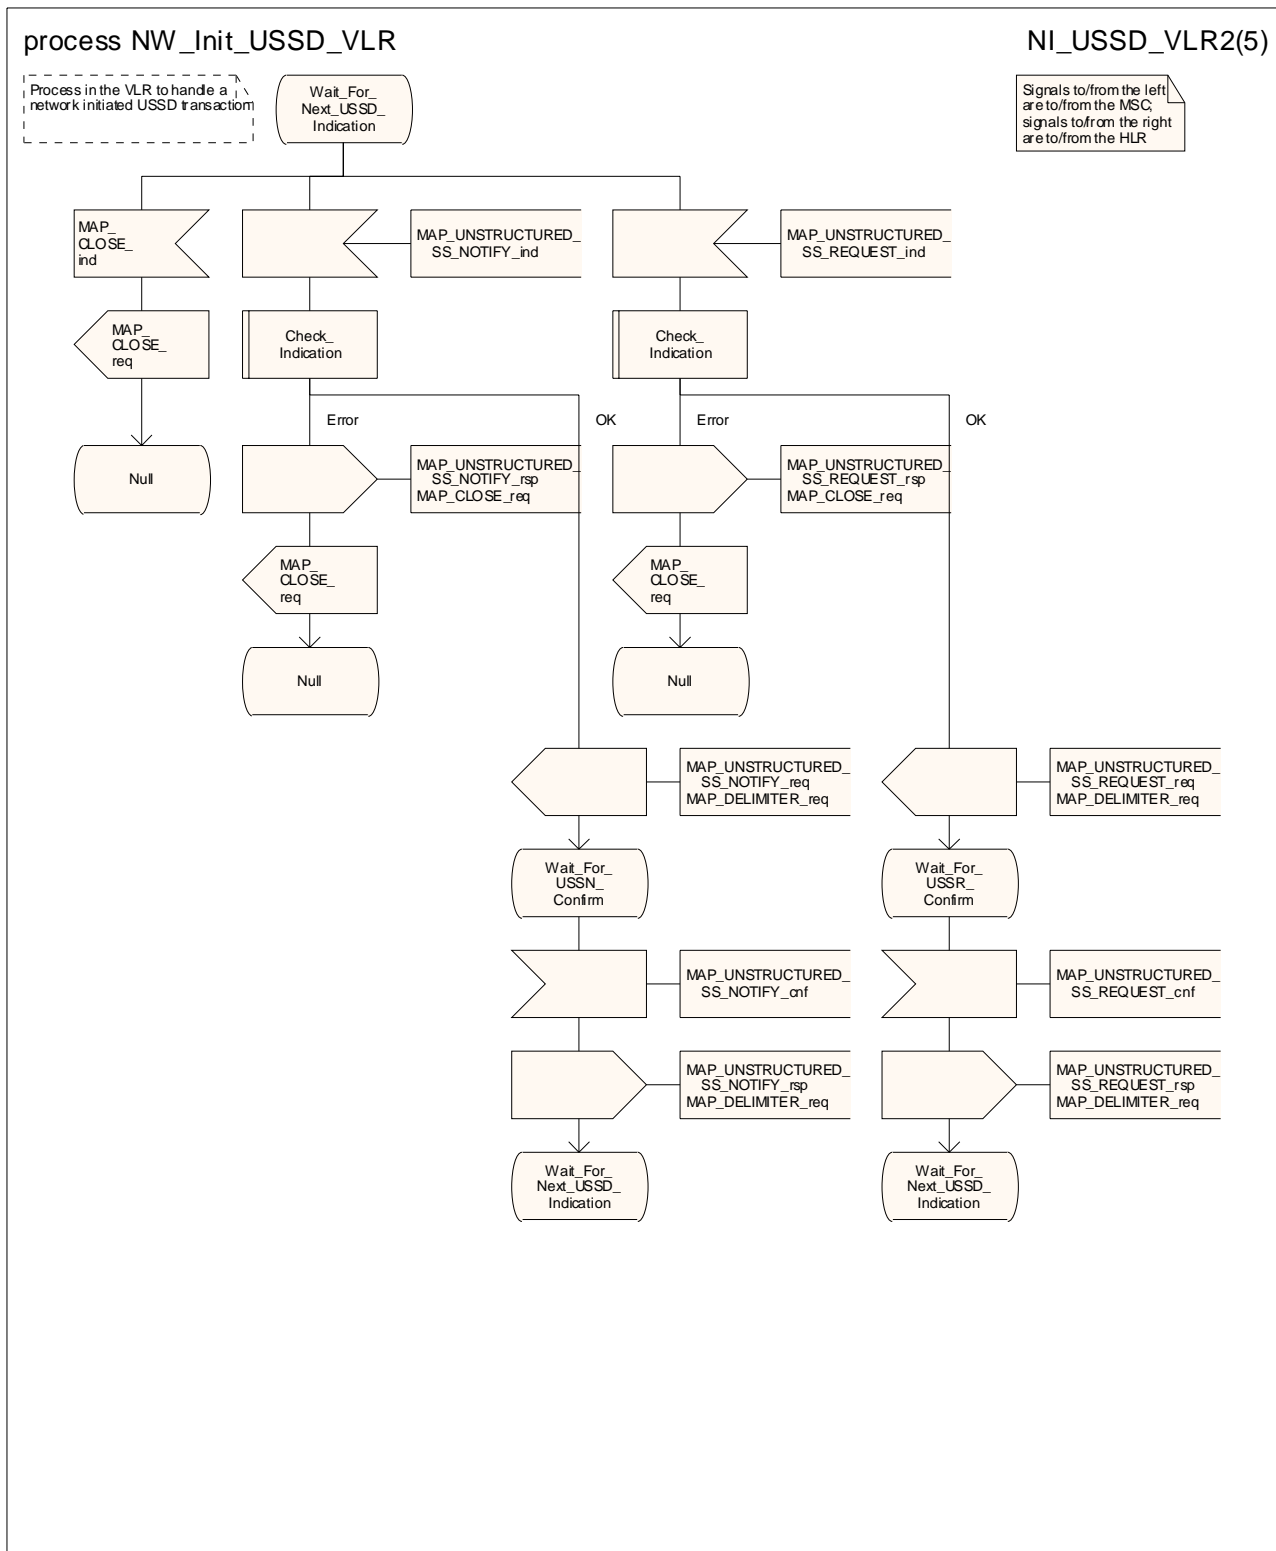 process NW_Init_USSD_VLR
NI_USSD_VLR2(5)
Process in the VLR to handle a
network initiated USSD transaction
Wait_For_
Next_USSD_
Indication
Signals to/from the left
are to/from the MSC;
signals to/from the right
are to/from the HLR
MAP_
CLOSE_
ind
MAP_UNSTRUCTURED_
SS_NOTIFY_ind
MAP_UNSTRUCTURED_
SS_REQUEST_ind
MAP_
CLOSE_
req
Check_
Indication
Check_
Indication
Error
OK
Error
OK
Null
MAP_UNSTRUCTURED_
SS_NOTIFY_rsp
MAP_CLOSE_req
MAP_UNSTRUCTURED_
SS_REQUEST_rsp
MAP_CLOSE_req
MAP_
CLOSE_
req
MAP_
CLOSE_
req
Null
Null
MAP_UNSTRUCTURED_
SS_NOTIFY_req
MAP_DELIMITER_req
MAP_UNSTRUCTURED_
SS_REQUEST_req
MAP_DELIMITER_req
Wait_For_
USSN_
Confirm
Wait_For_
USSR_
Confirm
MAP_UNSTRUCTURED_
SS_NOTIFY_cnf
MAP_UNSTRUCTURED_
SS_REQUEST_cnf
MAP_UNSTRUCTURED_
SS_NOTIFY_rsp
MAP_DELIMITER_req
MAP_UNSTRUCTURED_
SS_REQUEST_rsp
MAP_DELIMITER_req
Wait_For_
Next_USSD_
Indication
Wait_For_
Next_USSD_
Indication